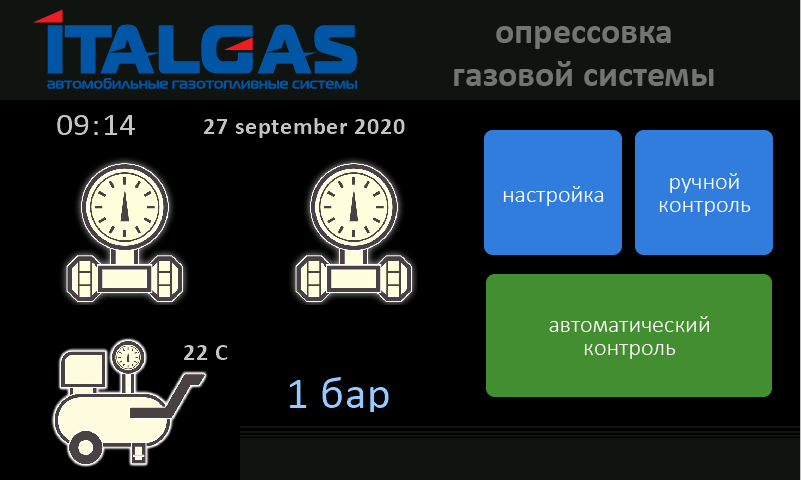 ITALGAS
автомобильные газотопливные системы
опрессовка
газовой системы
09:14
27 september 2020
настройка
ручной
контроль
автоматический
контроль
22 C
1 бар